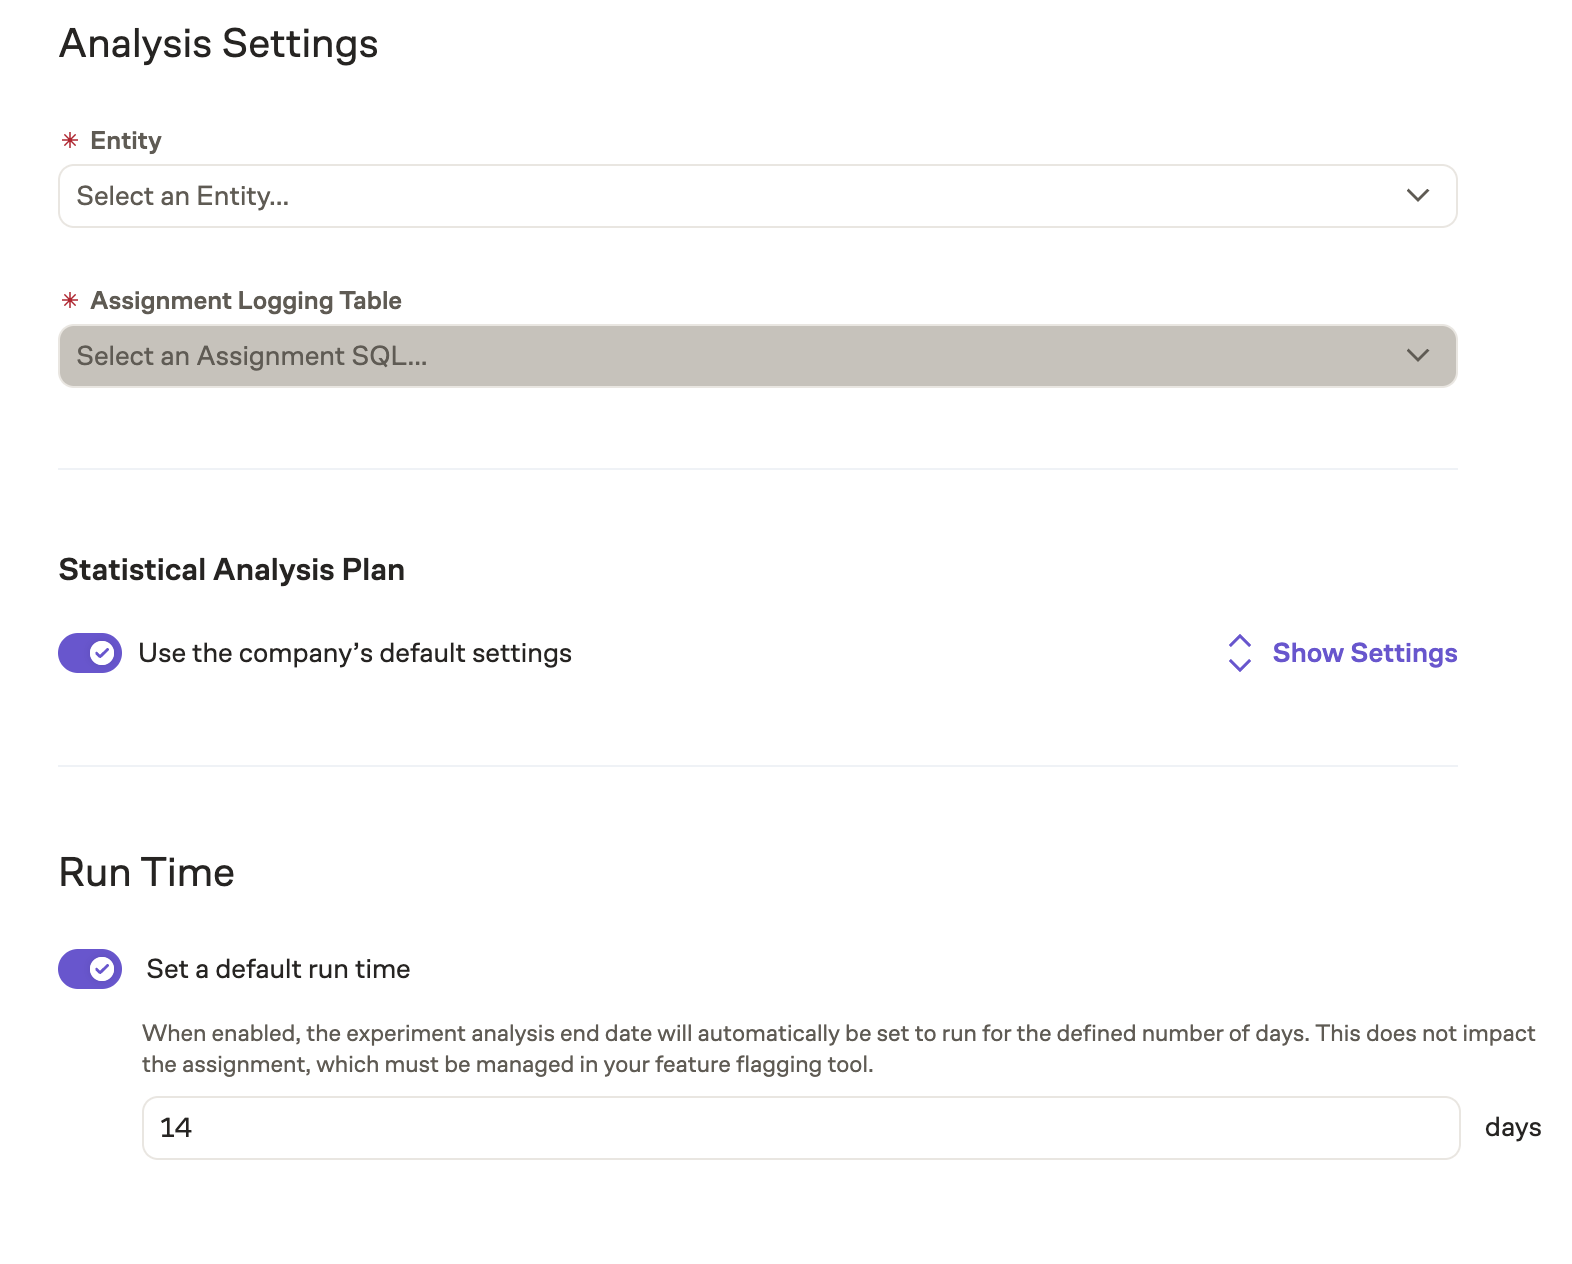 Analysis Settings
* Entity
Select an Entity...
* Assignment Logging Table
Select an Assignment SQL...
Statistical Analysis Plan
Use the company’s default settings
Show Settings
Run Time
Set a default run time
When enabled, the experiment analysis end date will automatically be set to run for the defined number of days. This does not impact
the assignment, which must be managed in your feature flagging tool.
14
days